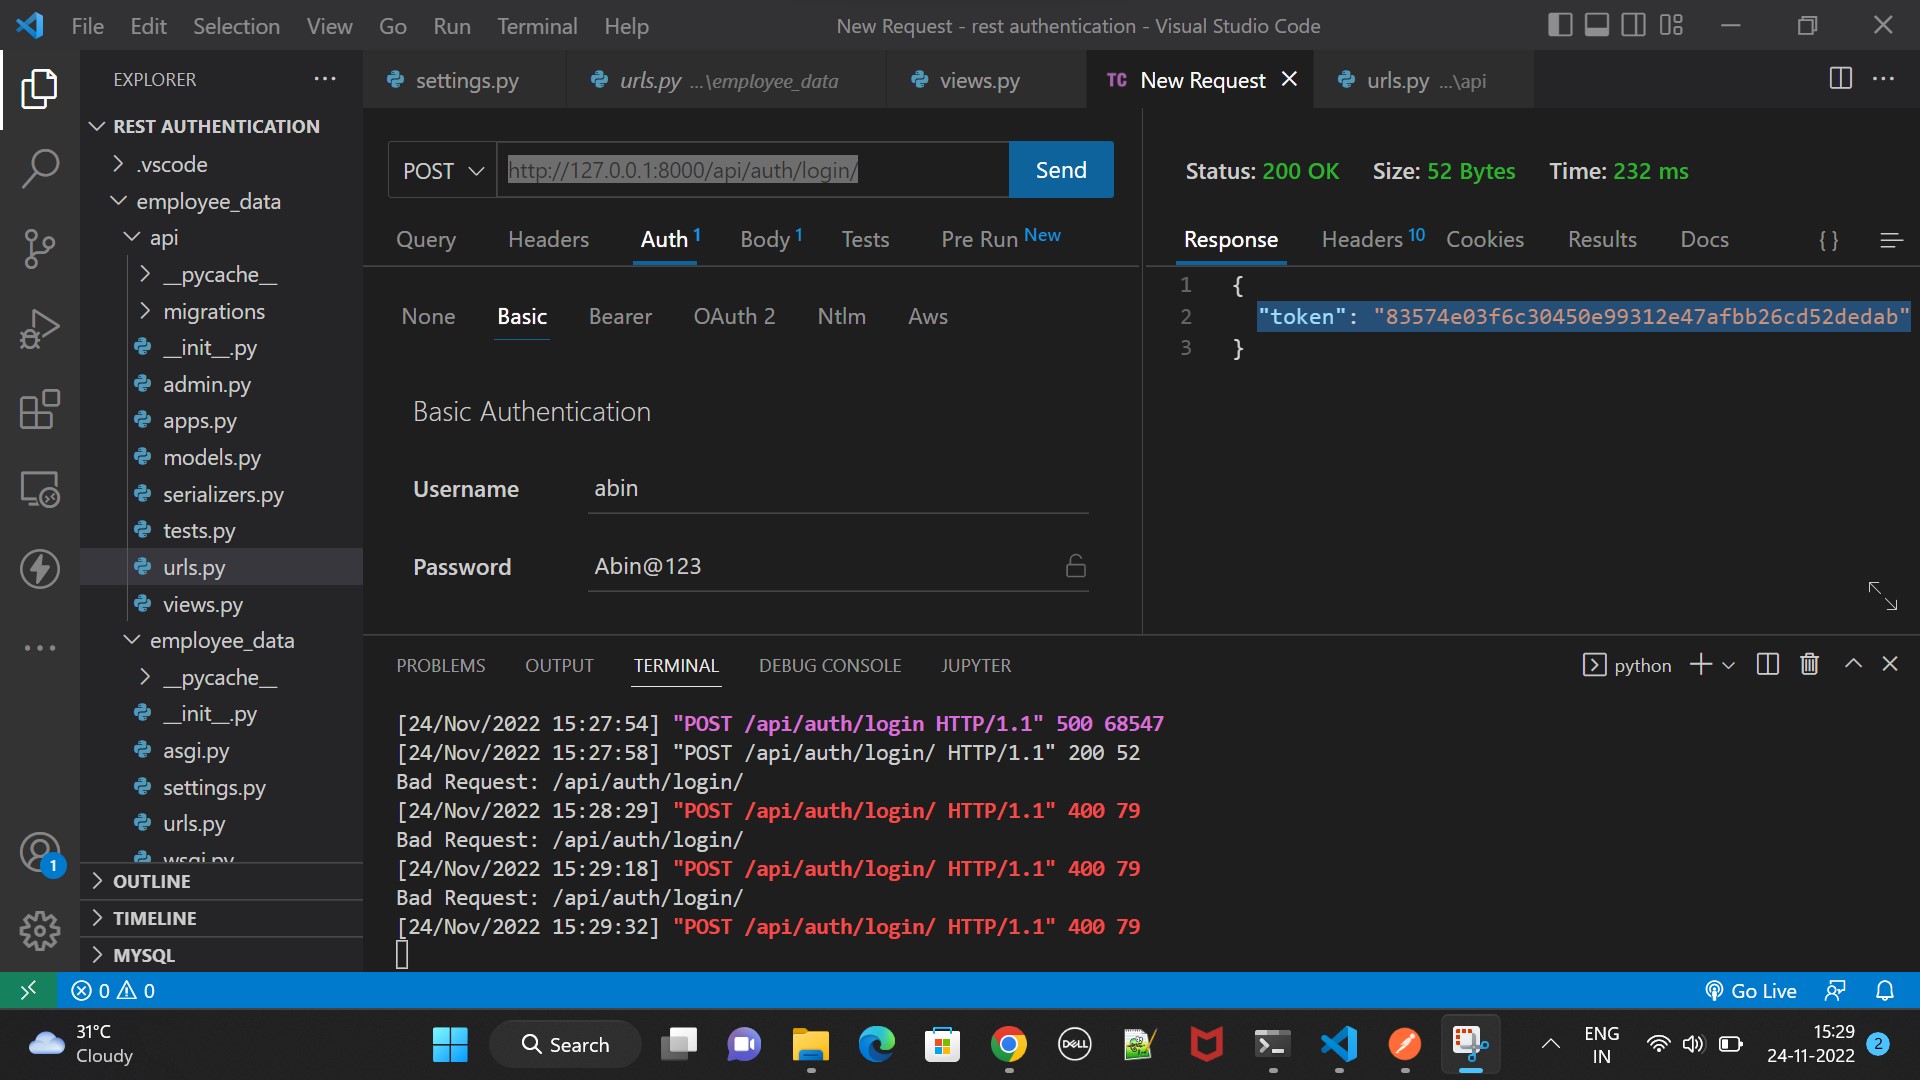 File Edit Selection View Go Run Terminal Help
New Request - rest authentication - Visual Studio Code
EXPLORER
REST AUTHENTICATION
.vscode
employee_data
api
__pycache__
migrations
__init__.py
admin.py
apps.py
models.py
serializers.py
tests.py
urls.py
views.py
employee_data
__pycache__
__init__.py
asgi.py
settings.py
urls.py
wsgi.py
OUTLINE
TIMELINE
MYSQL
1
settings.py
urls.py ...\employee_data
views.py
TC New Request
urls.py ...\api
POST http://127.0.0.1:8000/api/auth/login/ Send
Query Headers Auth 1 Body 1 Tests Pre Run New
None Basic Bearer OAuth 2 Ntlm Aws
Basic Authentication
Username abin
Password Abin@123
Status: 200 OK Size: 52 Bytes Time: 232 ms
Response Headers 10 Cookies Results Docs { }
1 {
2 "token": "83574e03f6c30450e99312e47afbb26cd52dedab"
3 }
PROBLEMS OUTPUT TERMINAL DEBUG CONSOLE JUPYTER
python
[24/Nov/2022 15:27:54] "POST /api/auth/login HTTP/1.1" 500 68547
[24/Nov/2022 15:27:58] "POST /api/auth/login/ HTTP/1.1" 200 52
Bad Request: /api/auth/login/
[24/Nov/2022 15:28:29] "POST /api/auth/login/ HTTP/1.1" 400 79
Bad Request: /api/auth/login/
[24/Nov/2022 15:29:18] "POST /api/auth/login/ HTTP/1.1" 400 79
Bad Request: /api/auth/login/
[24/Nov/2022 15:29:32] "POST /api/auth/login/ HTTP/1.1" 400 79
0 0
Go Live
31°C
Cloudy
Search
DELL
ENG
IN
15:29
24-11-2022
2